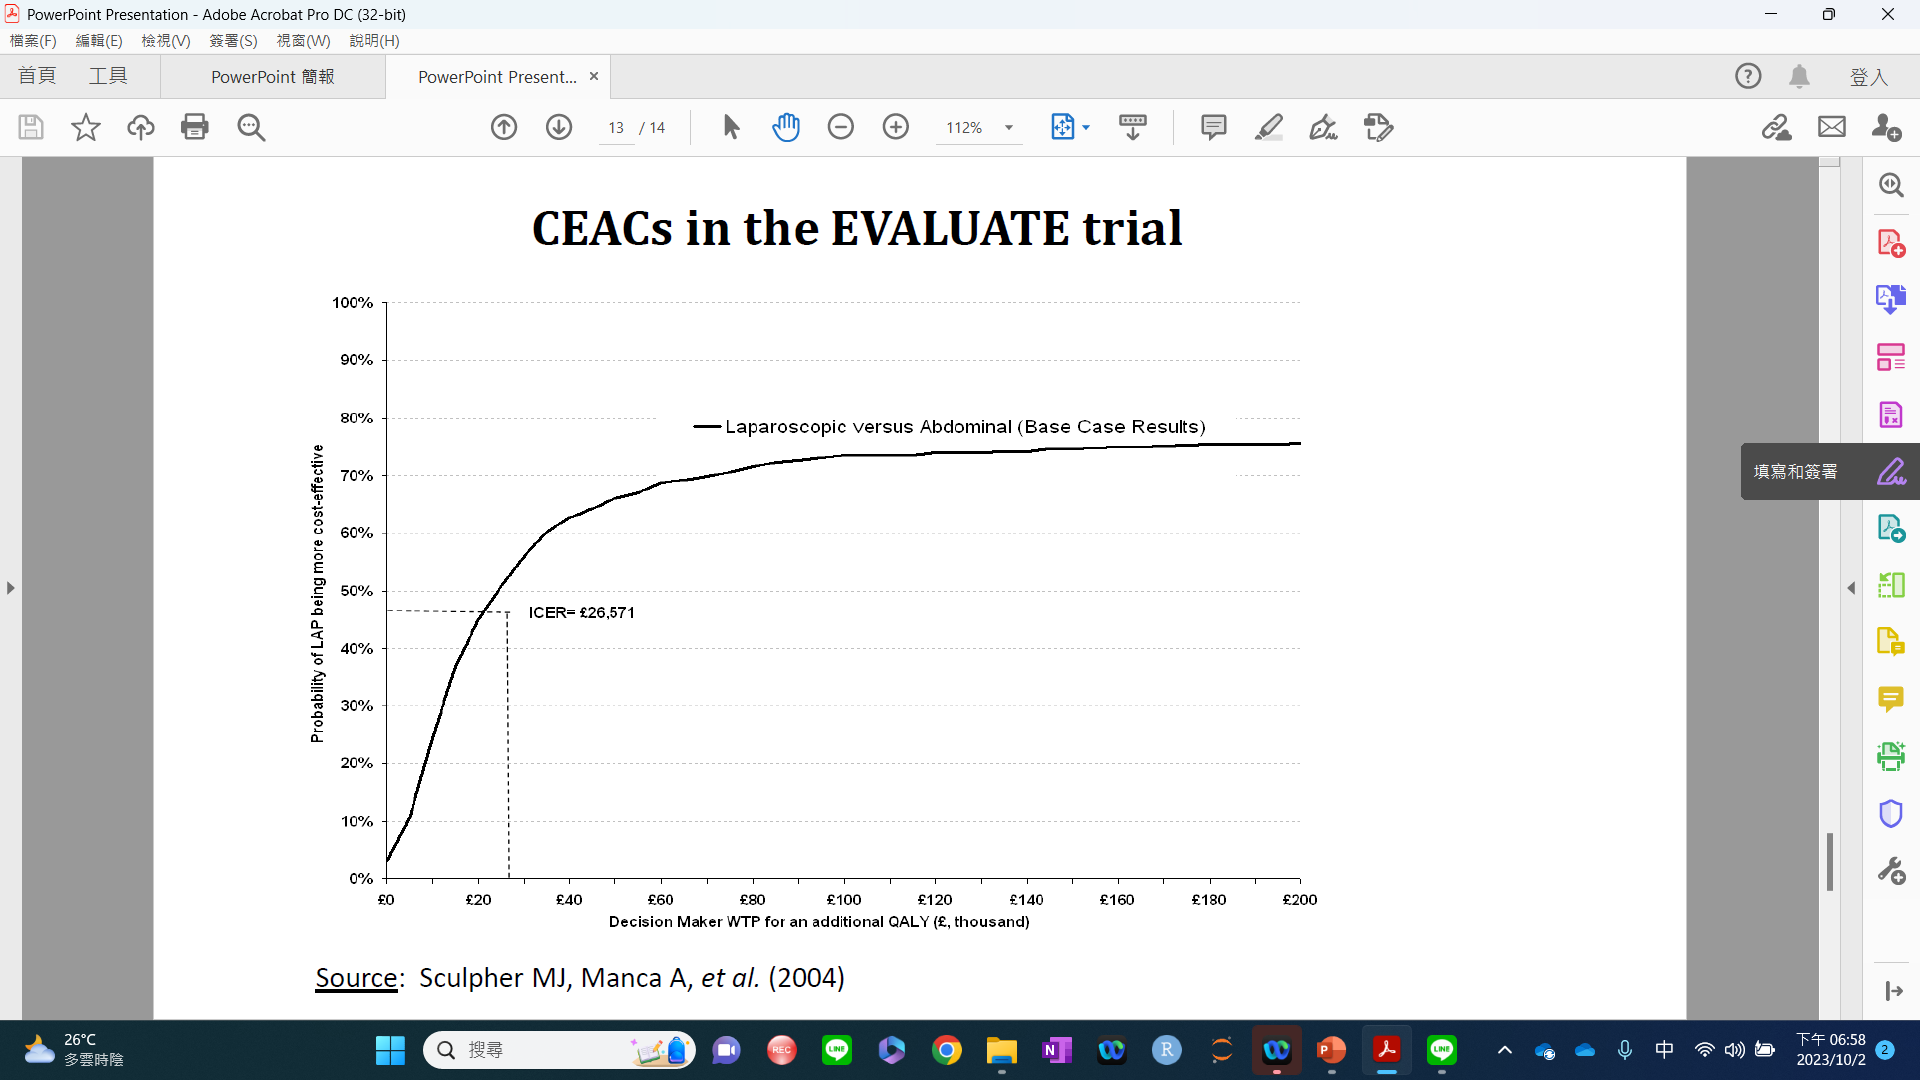 PowerPoint Presentation - Adobe Acrobat Pro DC (32-bit)
檔案(F) 編輯(E) 檢視(V) 簽署(S) 視窗(W) 說明(H)
首頁 工具 PowerPoint 簡報 PowerPoint Present... 登入
13 / 14 112%
CEACs in the EVALUATE trial
100%
90%
80%
Laparoscopic versus Abdominal (Base Case Results)
70%
60%
50%
ICER= £26,571
40%
30%
20%
10%
0%
Probability of LAP being more cost-effective
£0 £20 £40 £60 £80 £100 £120 £140 £160 £180 £200
Decision Maker WTP for an additional QALY (£, thousand)
Source: Sculpher MJ, Manca A, et al. (2004)
填寫和簽署
26°C
多雲時陰
搜尋
REC
LINE
N
R
P
LINE
中
下午 06:58
2023/10/2
2